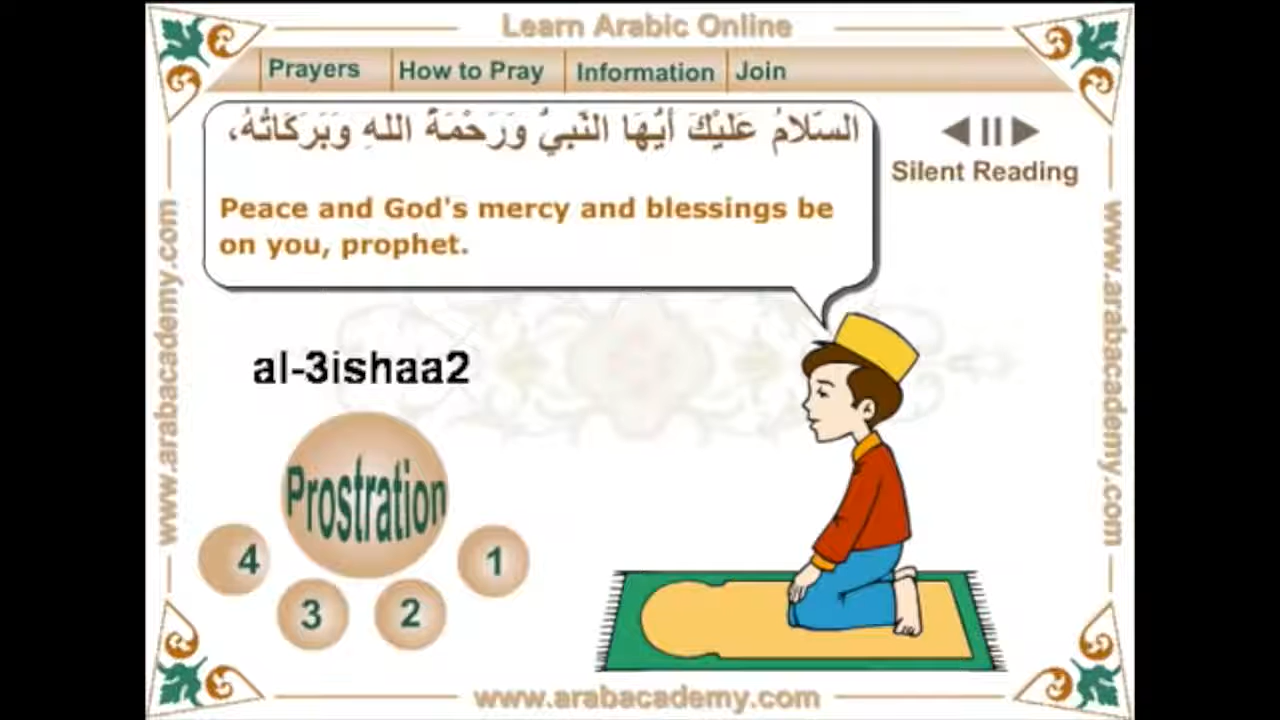 Learn Arabic Online
Prayers How to Pray Information Join
السّلامُ عَلَيْكَ أيُهَا النَبيُّ وَرَحْمَةُ اللهِ وَبَرَكَاتُهُ،
Silent Reading
Peace and God's mercy and blessings be
on you, prophet.
al-3ishaa2
Prostration
4
3
2
1
www.arabacademy.com
www.arabacademy.com
www.arabacademy.com